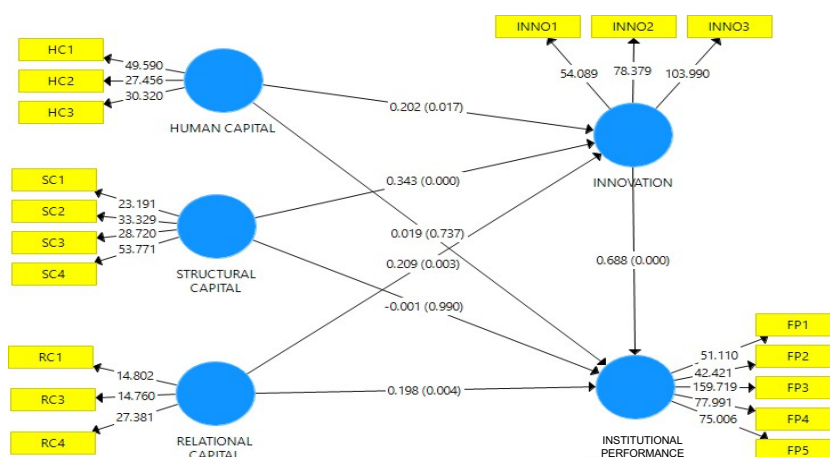 INNO1
INNO2
INNO3
54.089
78.379
103.990
HC1
HC2
HC3
49.590
27.456
30.320
HUMAN CAPITAL
0.202 (0.017)
INNOVATION
SC1
SC2
SC3
SC4
23.191
33.329
28.720
53.771
STRUCTURAL
CAPITAL
0.343 (0.000)
0.019 (0.737)
0.209 (0.003)
-0.001 (0.990)
0.688 (0.000)
RC1
RC3
RC4
14.802
14.760
27.381
RELATIONAL
CAPITAL
0.198 (0.004)
INSTITUTIONAL
PERFORMANCE
51.110
42.421
159.719
77.991
75.006
FP1
FP2
FP3
FP4
FP5